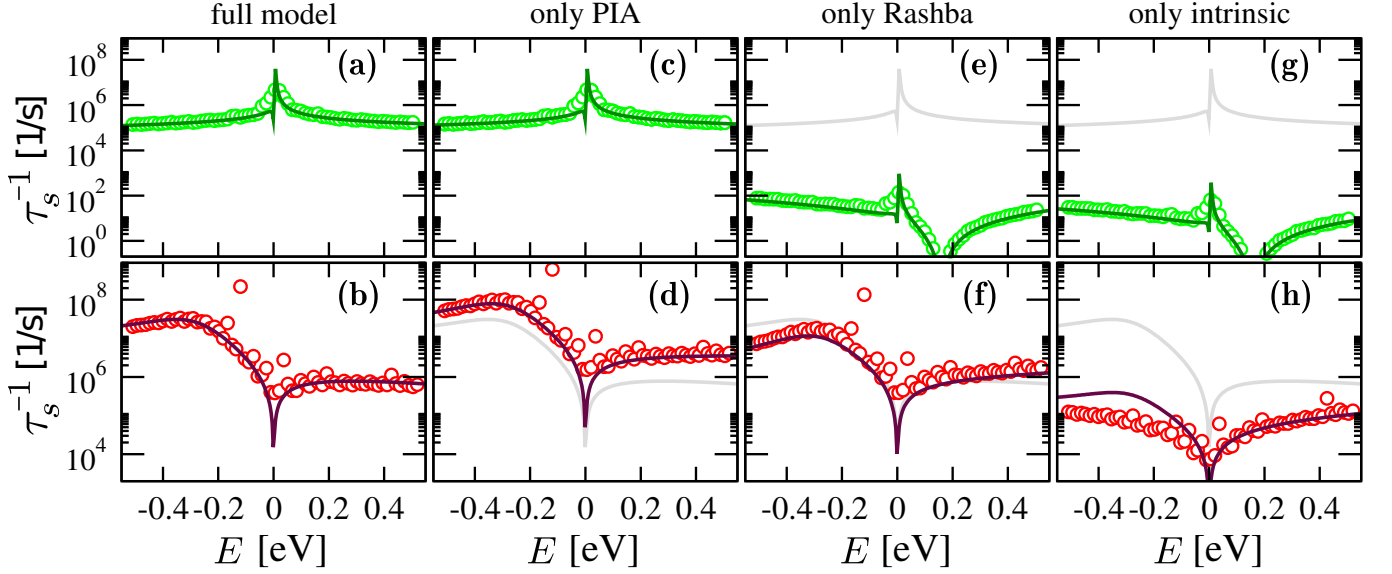 full model only PIA only Rashba only intrinsic
(a) (c) (e) (g)
10^8
10^6
10^4
10^2
10^0
τ_s^{-1} [1/s]
(b) (d) (f) (h)
10^8
10^6
10^4
τ_s^{-1} [1/s]
-0.4 -0.2 0 0.2 0.4 -0.4 -0.2 0 0.2 0.4 -0.4 -0.2 0 0.2 0.4 -0.4 -0.2 0 0.2 0.4
E [eV] E [eV] E [eV] E [eV]